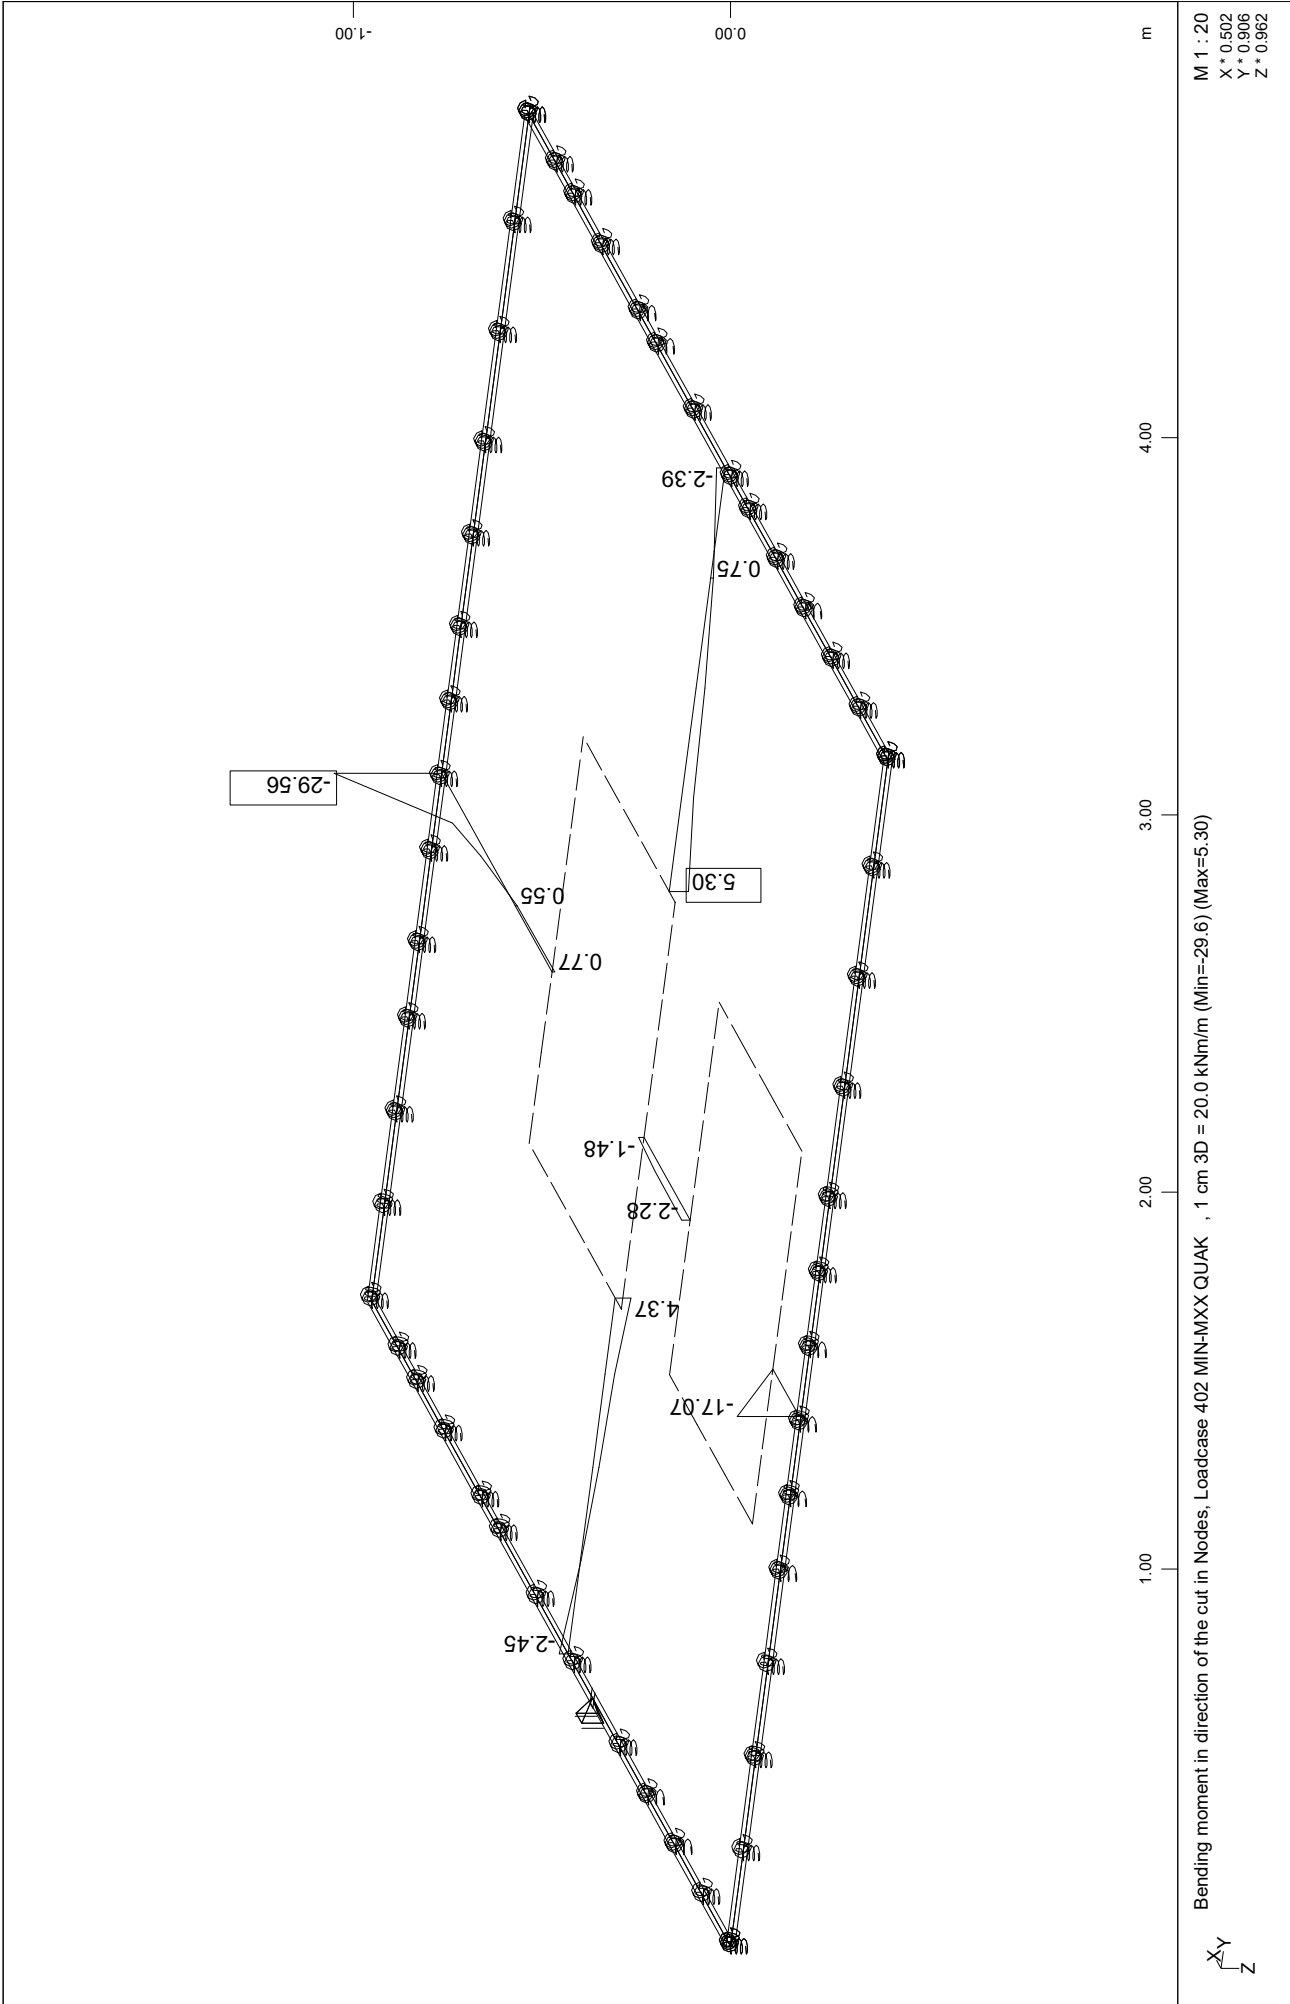 M 1 : 20
X * 0.502
Y * 0.906
Z * 0.962
-1.00
0.00
m
4.00
3.00
2.00
1.00
-29.56
0.55
0.77
-2.39
0.75
5.30
-1.48
-2.28
4.37
-17.07
-2.45
Bending moment in direction of the cut in Nodes, Loadcase 402 MIN-MXX QUAK , 1 cm 3D = 20.0 kNm/m (Min=-29.6) (Max=5.30)
X
Y
Z